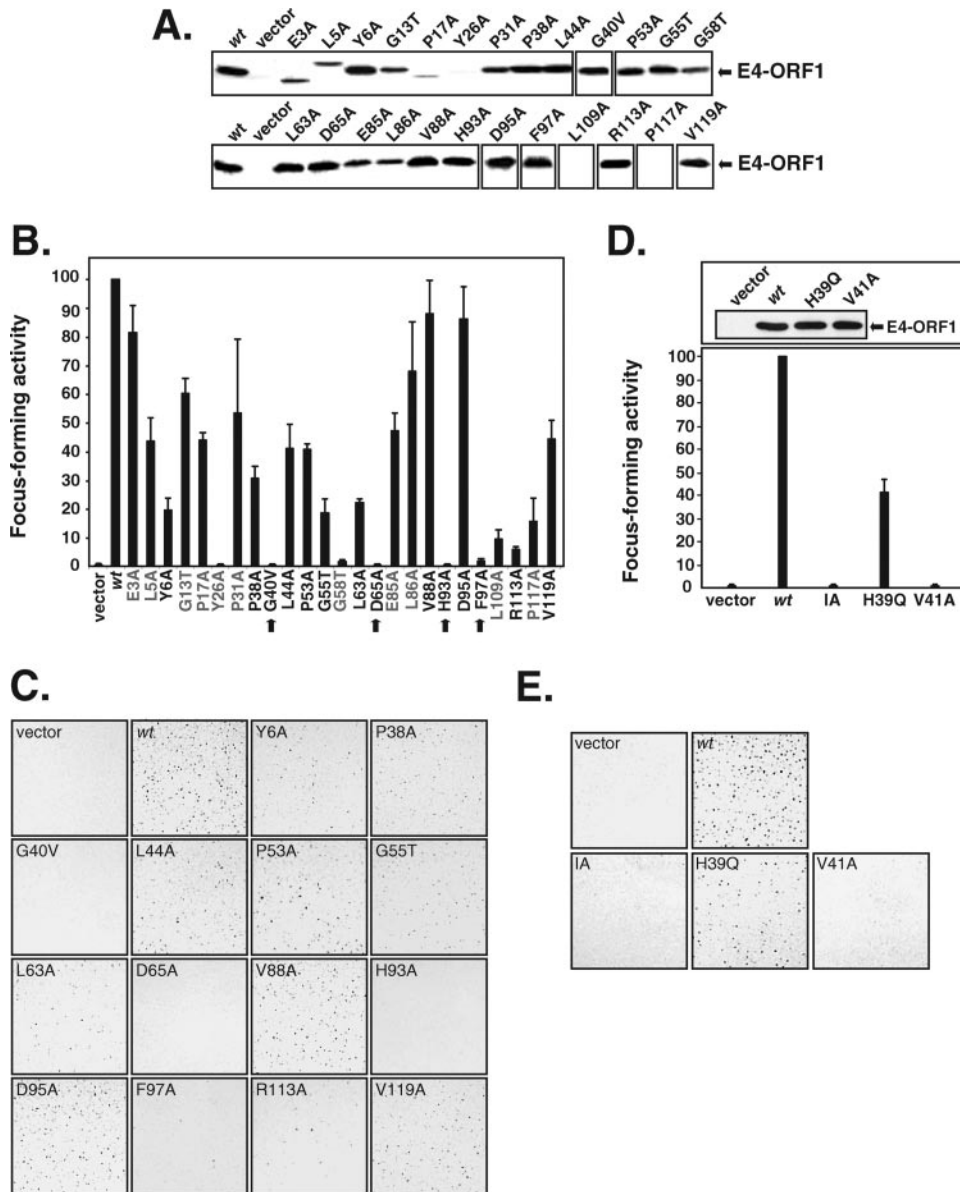 A.
wt vector E3A L5A Y6A G13T P17A Y26A P31A P38A L44A G40V P53A G55T G58T
E4-ORF1
wt vector L63A D65A E85A L86A V88A H93A D95A F97A L109A R113A P117A V119A
E4-ORF1
B.
Focus-forming activity
100
90
80
70
60
50
40
30
20
10
0
vector wt E3A L5A Y6A G13T P17A Y26A P31A P38A G40V L44A P53A G55T G58T L63A D65A E85A L86A V88A H93A D95A F97A L109A R113A P117A V119A
D.
vector wt H39Q V41A
E4-ORF1
Focus-forming activity
100
90
80
70
60
50
40
30
20
10
0
vector wt IA H39Q V41A
C.
vector wt Y6A P38A
G40V L44A P53A G55T
L63A D65A V88A H93A
D95A F97A R113A V119A
E.
vector wt
IA H39Q V41A